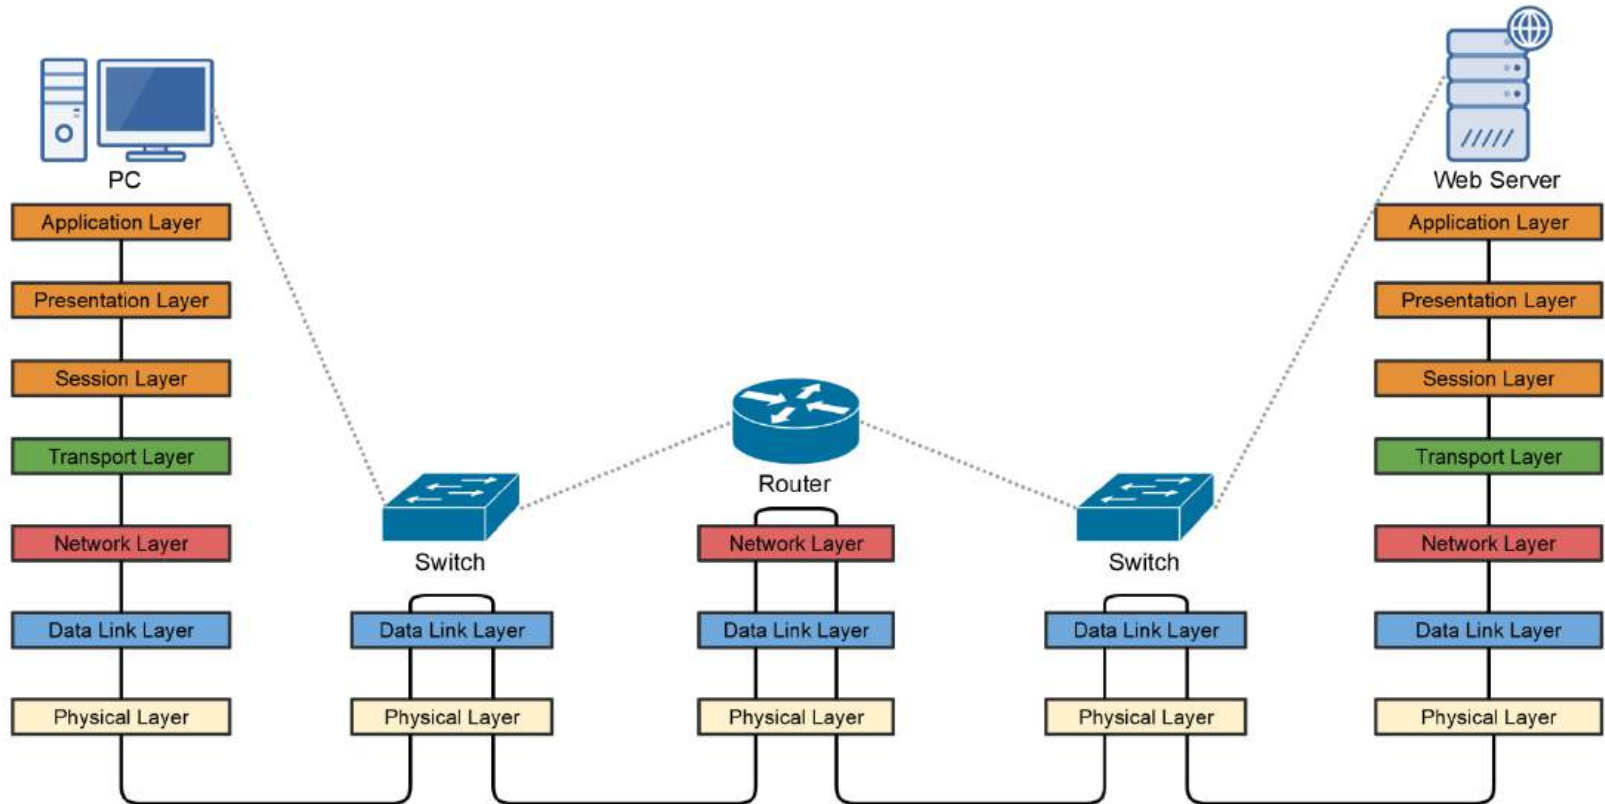 PC
Web Server
Application Layer
Application Layer
Presentation Layer
Presentation Layer
Session Layer
Session Layer
Transport Layer
Transport Layer
Router
Network Layer
Network Layer
Network Layer
Switch
Switch
Data Link Layer
Data Link Layer
Data Link Layer
Data Link Layer
Data Link Layer
Physical Layer
Physical Layer
Physical Layer
Physical Layer
Physical Layer